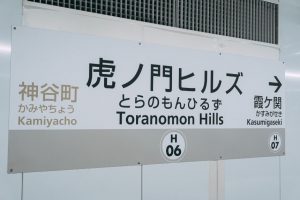 虎ノ門ヒルズ
とらのもんひるず
Toranomon Hills
H
06
神谷町
かみやちょう
Kamiyacho
→
霞ケ関
かすみがせき
Kasumigaseki
H
07